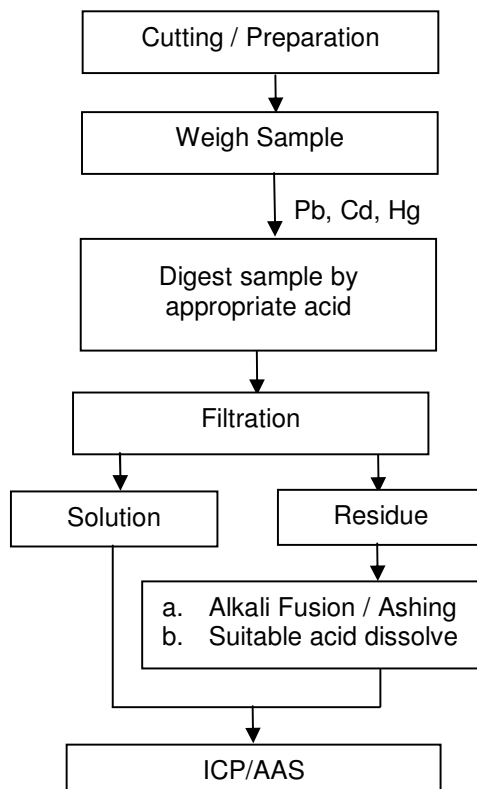 Cutting / Preparation
Weigh Sample
Pb, Cd, Hg
Digest sample by
appropriate acid
Filtration
Solution
Residue
a. Alkali Fusion / Ashing
b. Suitable acid dissolve
ICP/AAS